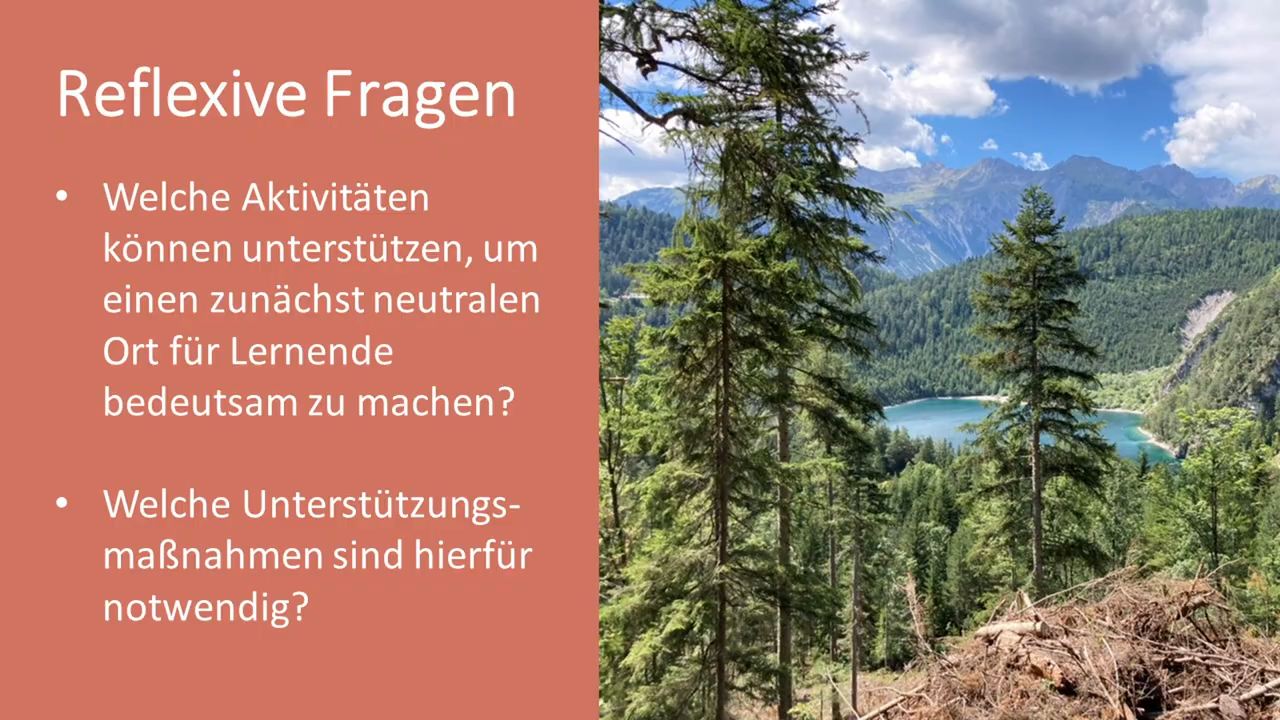 Reflexive Fragen
• Welche Aktivitäten
können unterstützen, um
einen zunächst neutralen
Ort für Lernende
bedeutsam zu machen?
• Welche Unterstützungs-
maßnahmen sind hierfür
notwendig?